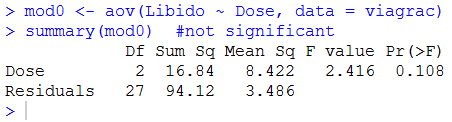 > mod0 <- aov(Libido ~ Dose, data = viagrac)
> summary(mod0)  #not significant
            Df Sum Sq Mean Sq F value Pr(>F)
Dose         2  16.84   8.422   2.416  0.108
Residuals   27  94.12   3.486
>